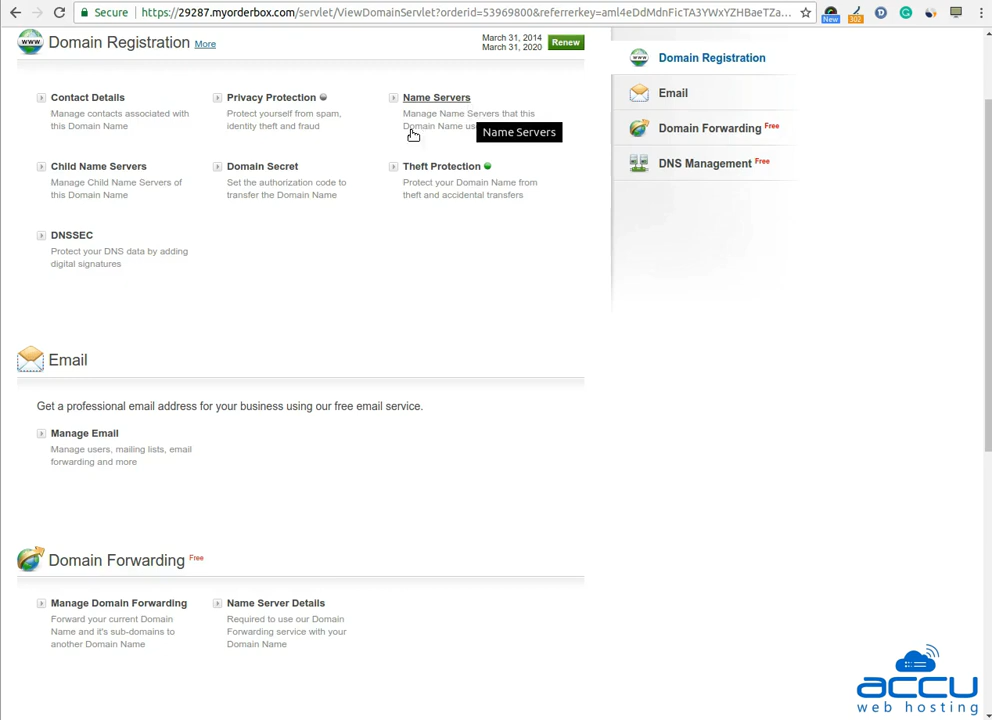 Secure
https://29287.myorderbox.com/servlet/ViewDomainServlet?orderid=53969800&referrerkey=aml4eDdMdnFicTA3YWxYZHBaeTZa...
New
302
Domain Registration More
March 31, 2014
March 31, 2020
Renew
Contact Details
Manage contacts associated with
this Domain Name
Privacy Protection
Protect yourself from spam,
identity theft and fraud
Name Servers
Manage Name Servers that this
Domain Name us
Name Servers
Child Name Servers
Manage Child Name Servers of
this Domain Name
Domain Secret
Set the authorization code to
transfer the Domain Name
Theft Protection
Protect your Domain Name from
theft and accidental transfers
DNSSEC
Protect your DNS data by adding
digital signatures
Email
Get a professional email address for your business using our free email service.
Manage Email
Manage users, mailing lists, email
forwarding and more
Domain Forwarding Free
Manage Domain Forwarding
Forward your current Domain
Name and it's sub-domains to
another Domain Name
Name Server Details
Required to use our Domain
Forwarding service with your
Domain Name
www Domain Registration
Email
Domain Forwarding Free
DNS Management Free
accu
web hosting